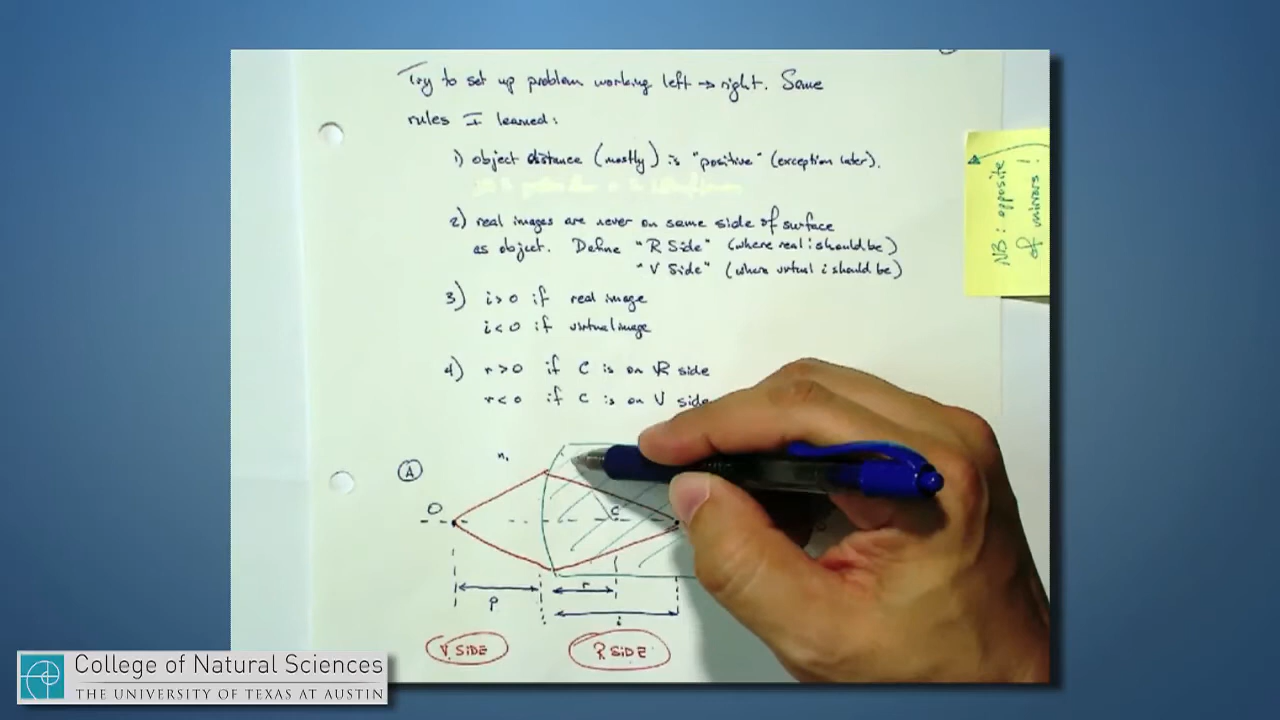 Try to set up problem working left → right. Some
rules I learned:
1) object distance (mostly) is "positive" (exception later).
2) real images are never on same side of surface
as object. Define "R Side" (where real i should be)
"V Side" (where virtual i should be)
NB: opposite
of mirrors!
3) i > 0 if real image
i < 0 if virtual image
4) r > 0 if C is on R side
r < 0 if C is on V side
A
n₁
O
C
p
r
i
V SIDE
R SIDE
College of Natural Sciences
THE UNIVERSITY OF TEXAS AT AUSTIN